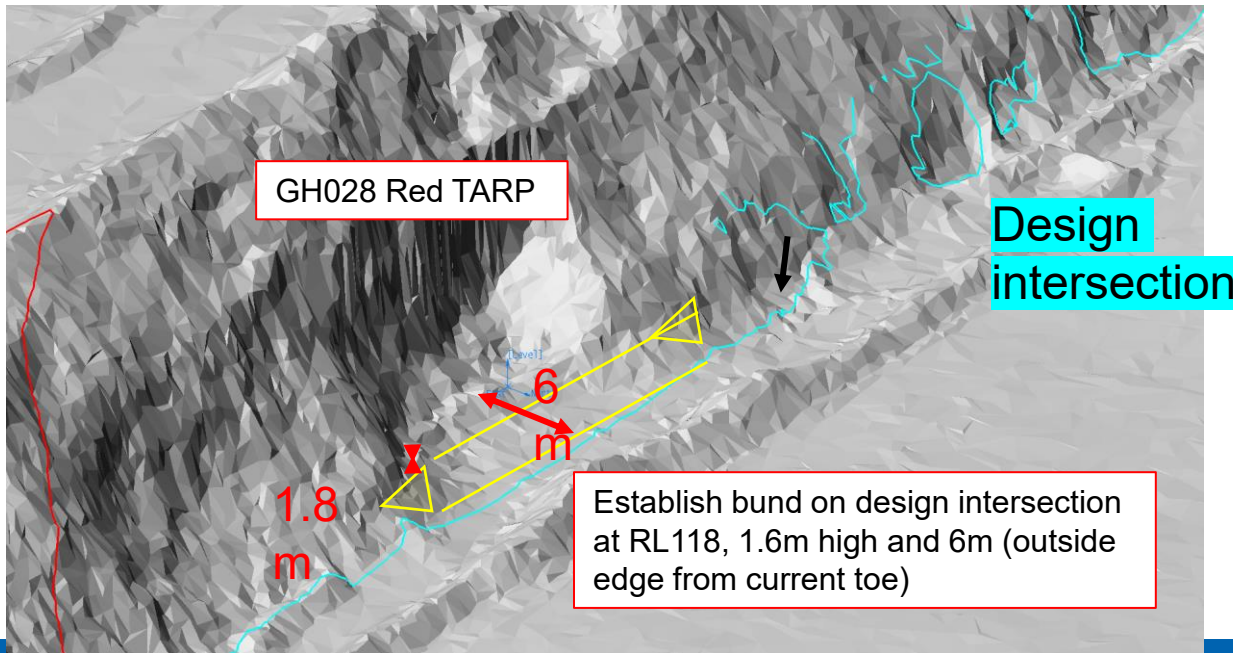 GH028 Red TARP
Design
intersection
[Level]
6
m
1.8
m
Establish bund on design intersection
at RL118, 1.6m high and 6m (outside
edge from current toe)